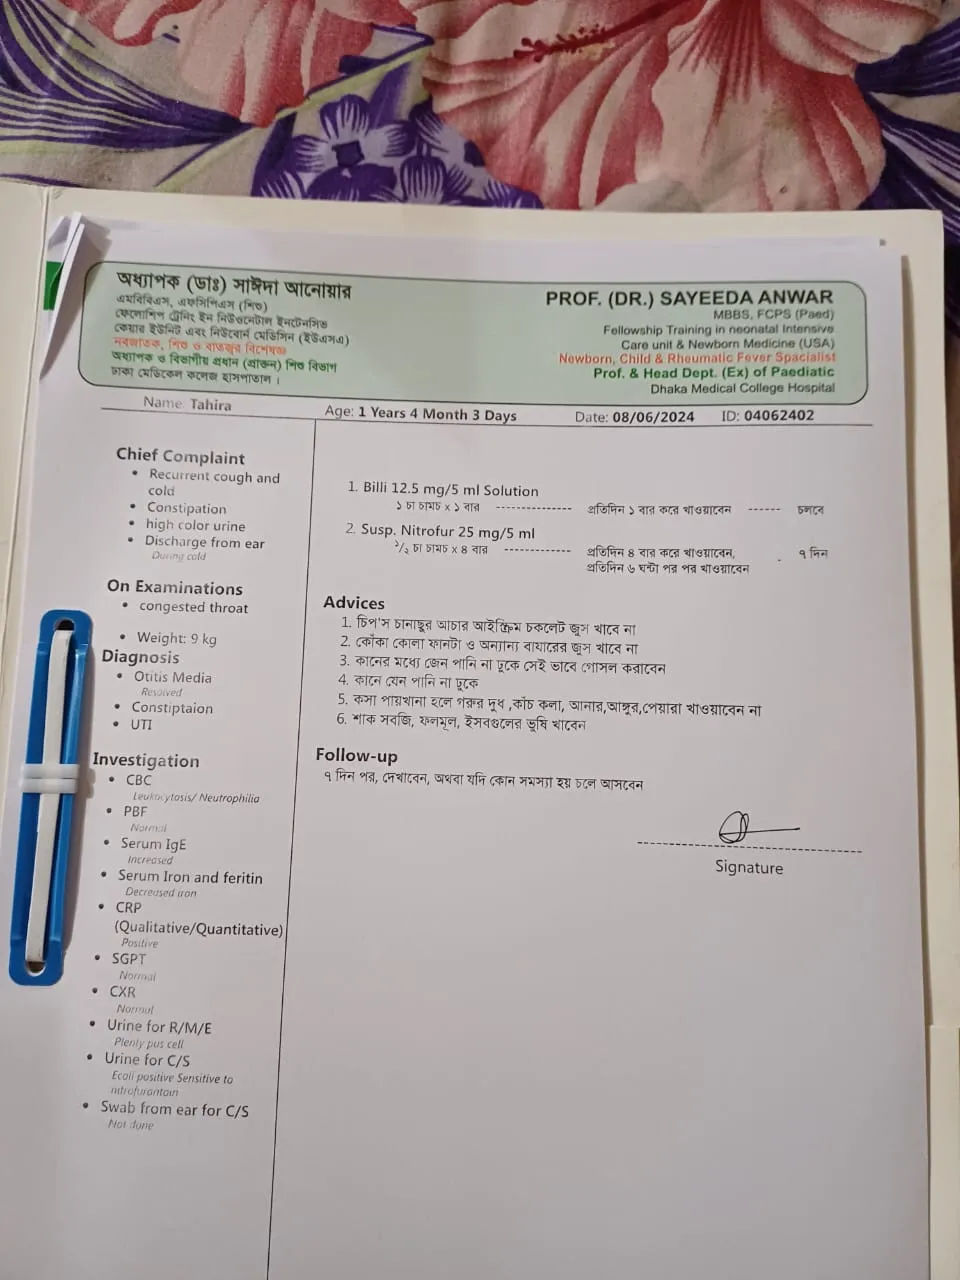 অধ্যাপক (ডাঃ) সাঈদা আনোয়ার
এমবিবিএস, এফসিপিএস (শিশু)
ফেলোশিপ ট্রেনিং ইন নিউওনেটাল ইনটেনসিভ
কেয়ার ইউনিট এবং নিউবোর্ন মেডিসিন (ইউএসএ)
নবজাতক, শিশু ও বাতজ্বর বিশেষজ্ঞ
অধ্যাপক ও বিভাগীয় প্রধান (প্রাক্তন) শিশু বিভাগ
ঢাকা মেডিকেল কলেজ হাসপাতাল ।
PROF. (DR.) SAYEEDA ANWAR
MBBS, FCPS (Paed)
Fellowship Training in neonatal Intensive
Care unit & Newborn Medicine (USA)
Newborn, Child & Rheumatic Fever Spacialist
Prof. & Head Dept. (Ex) of Paediatric
Dhaka Medical College Hospital
Name: Tahira Age: 1 Years 4 Month 3 Days Date: 08/06/2024 ID: 04062402
Chief Complaint
• Recurrent cough and
cold
• Constipation
• high color urine
• Discharge from ear
During cold
On Examinations
• congested throat
• Weight: 9 kg
Diagnosis
• Otitis Media
Resolved
• Constiptaion
• UTI
Investigation
• CBC
Leukocytosis/ Neutrophilia
• PBF
Normal
• Serum IgE
Increased
• Serum Iron and feritin
Decreased iron
• CRP
(Qualitative/Quantitative)
Positive
• SGPT
Normal
• CXR
Normal
• Urine for R/M/E
Plenty pus cell
• Urine for C/S
Ecoli positive Sensitive to
nitrofurantoin
• Swab from ear for C/S
Not done
1. Billi 12.5 mg/5 ml Solution
১ চা চামচ x ১ বার -------------- প্রতিদিন ১ বার করে খাওয়াবেন ------ চলবে
2. Susp. Nitrofur 25 mg/5 ml
১/২ চা চামচ x ৪ বার ------------ প্রতিদিন ৪ বার করে খাওয়াবেন, ৭ দিন
প্রতিদিন ৬ ঘন্টা পর পর খাওয়াবেন
Advices
1. চিপ'স চানাছুর আচার আইস্ক্রিম চকলেট জুস খাবে না
2. কোঁকা কোলা ফানটা ও অন্যান্য বাযারের জুস খাবে না
3. কানের মধ্যে জেন পানি না ঢুকে সেই ভাবে গোসল করাবেন
4. কানে যেন পানি না ঢুকে
5. কসা পায়খানা হলে গরুর দুধ ,কাঁচ কলা, আনার,আঙ্গুর,পেয়ারা খাওয়াবেন না
6. শাক সবজি, ফলমূল, ইসবগুলের ভুষি খাবেন
Follow-up
৭ দিন পর, দেখাবেন, অথবা যদি কোন সমস্যা হয় চলে আসবেন
Signature